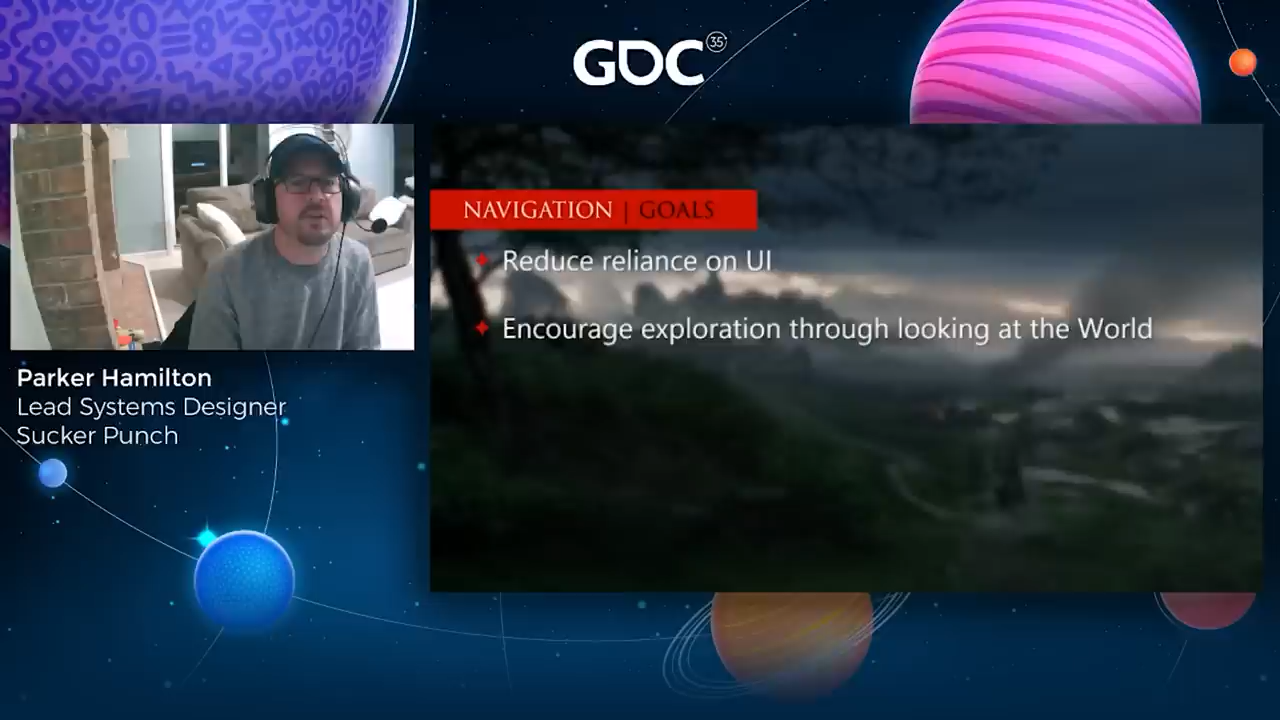 GDC 35
NAVIGATION | GOALS
Reduce reliance on UI
Encourage exploration through looking at the World
Parker Hamilton
Lead Systems Designer
Sucker Punch